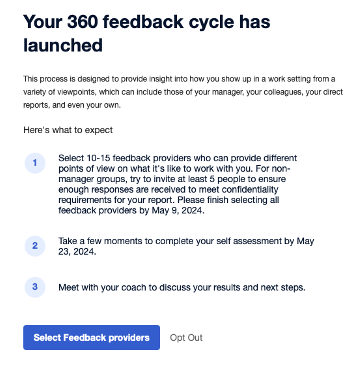 Your 360 feedback cycle has
launched
This process is designed to provide insight into how you show up in a work setting from a
variety of viewpoints, which can include those of your manager, your colleagues, your direct
reports, and even your own.
Here's what to expect
1
Select 10-15 feedback providers who can provide different
points of view on what it's like to work with you. For non-
manager groups, try to invite at least 5 people to ensure
enough responses are received to meet confidentiality
requirements for your report. Please finish selecting all
feedback providers by May 9, 2024.
2
Take a few moments to complete your self assessment by May
23, 2024.
3
Meet with your coach to discuss your results and next steps.
Select Feedback providers Opt Out